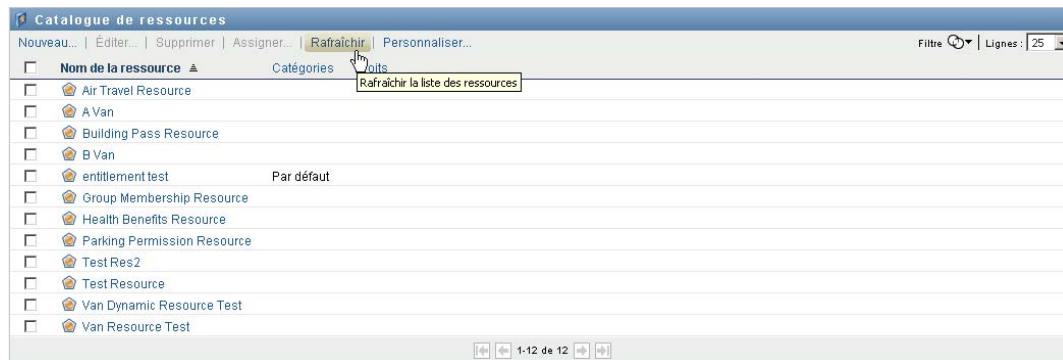 Catalogue de ressources
Nouveau... | Éditer... | Supprimer | Assigner... | Rafraîchir | Personnaliser... Filtre | Lignes : 25
Nom de la ressource Catégories
Rafraîchir la liste des ressources
Air Travel Resource
A Van
Building Pass Resource
B Van
entitlement test Par défaut
Group Membership Resource
Health Benefits Resource
Parking Permission Resource
Test Res2
Test Resource
Van Dynamic Resource Test
Van Resource Test
1-12 de 12